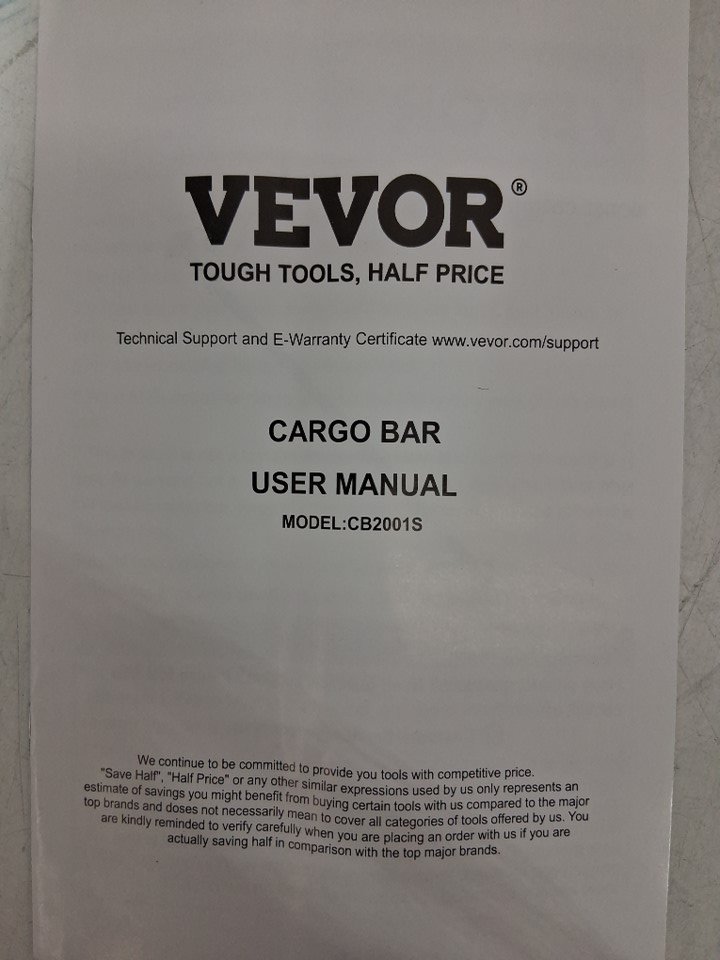 VEVOR®
TOUGH TOOLS, HALF PRICE
Technical Support and E-Warranty Certificate www.vevor.com/support
CARGO BAR
USER MANUAL
MODEL:CB2001S
We continue to be committed to provide you tools with competitive price.
"Save Half", "Half Price" or any other similar expressions used by us only represents an
estimate of savings you might benefit from buying certain tools with us compared to the major
top brands and doses not necessarily mean to cover all categories of tools offered by us. You
are kindly reminded to verify carefully when you are placing an order with us if you are
actually saving half in comparison with the top major brands.